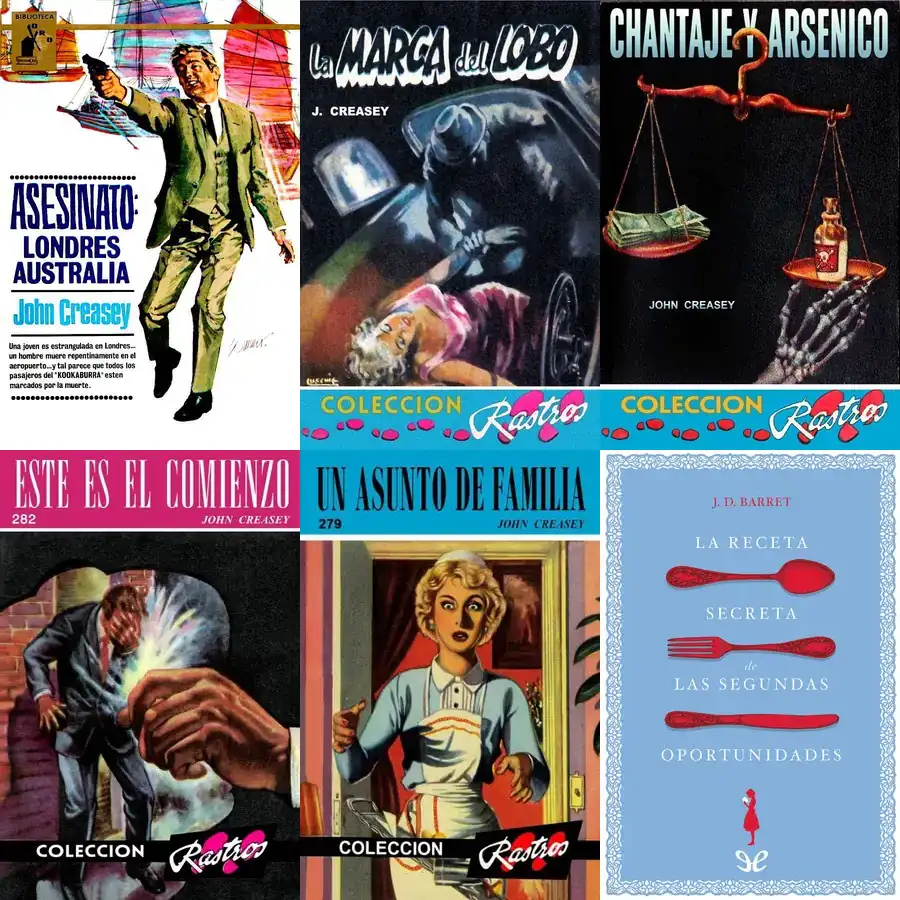 BIBLIOTECA
ORO
ASESINATO:
LONDRES
AUSTRALIA
John Creasey
Una joven es estrangulada en Londres...
un hombre muere repentinamente en el
aeropuerto...y tal parece que todos los
pasajeros del "KOOKABURRA" esten
marcados por la muerte.
La MARCA del LOBO
J. CREASEY
COLECCION Rastros
CHANTAJE Y ARSENICO
JOHN CREASEY
COLECCION Rastros
ESTE ES EL COMIENZO
282 JOHN CREASEY
COLECCION Rastros
UN ASUNTO DE FAMILIA
279 JOHN CREASEY
COLECCION Rastros
J. D. BARRET
LA RECETA
SECRETA
de
LAS SEGUNDAS
OPORTUNIDADES